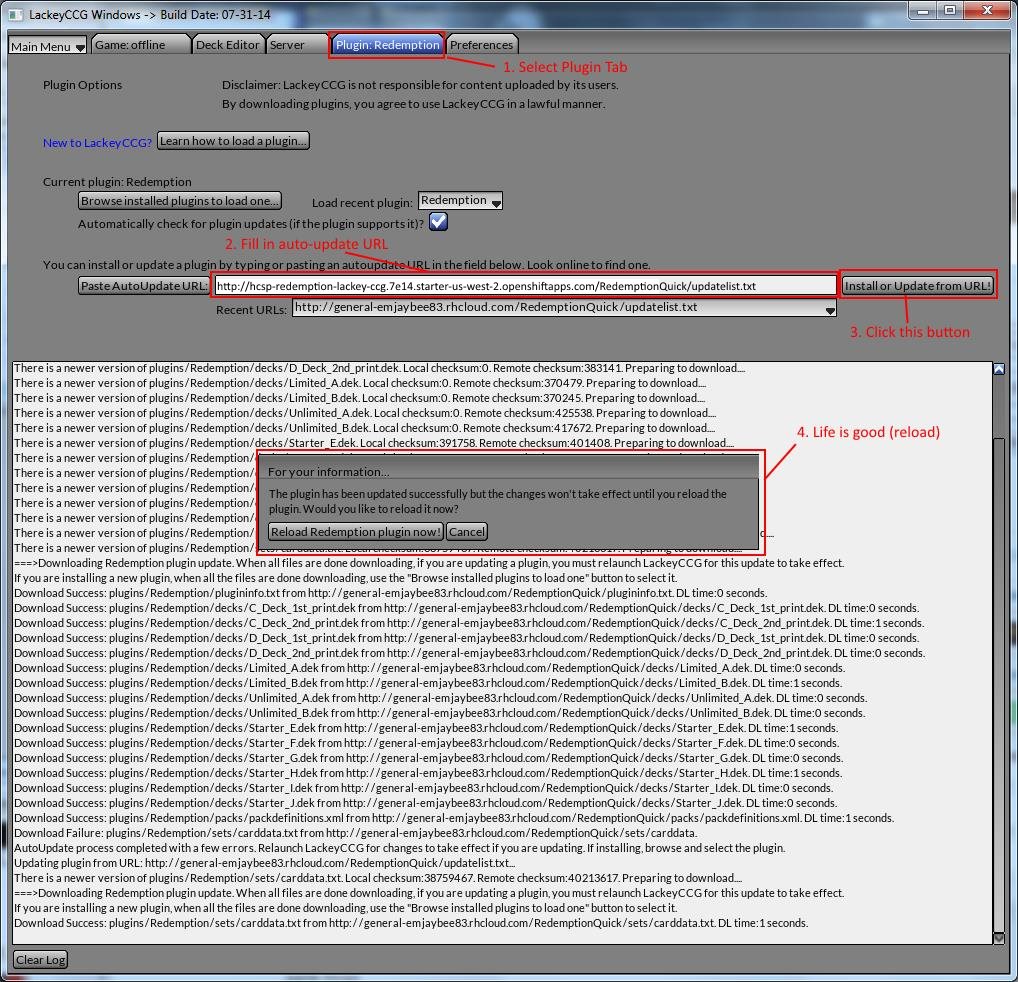 LackeyCCG Windows -> Build Date: 07-31-14
Main Menu
Game: offline
Deck Editor
Server
Plugin: Redemption
Preferences
1. Select Plugin Tab
Plugin Options
Disclaimer: LackeyCCG is not responsible for content uploaded by its users.
By downloading plugins, you agree to use LackeyCCG in a lawful manner.
New to LackeyCCG?
Learn how to load a plugin...
Current plugin: Redemption
Browse installed plugins to load one...
Load recent plugin:
Redemption
Automatically check for plugin updates (if the plugin supports it)?
2. Fill in auto-update URL
You can install or update a plugin by typing or pasting an autoupdate URL in the field below. Look online to find one.
Paste AutoUpdate URL:
http://hcsp-redemption-lackey-ccg.7e14.starter-us-west-2.openshiftapps.com/RedemptionQuick/updatelist.txt
Install or Update from URL!
Recent URLs:
http://general-emjaybee83.rhcloud.com/RedemptionQuick/updatelist.txt
3. Click this button
There is a newer version of plugins/Redemption/decks/D_Deck_2nd_print.dek. Local checksum:0. Remote checksum:383141. Preparing to download....
There is a newer version of plugins/Redemption/decks/Limited_A.dek. Local checksum:0. Remote checksum:370479. Preparing to download....
There is a newer version of plugins/Redemption/decks/Limited_B.dek. Local checksum:0. Remote checksum:370245. Preparing to download....
There is a newer version of plugins/Redemption/decks/Unlimited_A.dek. Local checksum:0. Remote checksum:425538. Preparing to download....
There is a newer version of plugins/Redemption/decks/Unlimited_B.dek. Local checksum:0. Remote checksum:417672. Preparing to download....
There is a newer version of plugins/Redemption/decks/Starter_E.dek. Local checksum:391758. Remote checksum:401408. Preparing to download....
4. Life is good (reload)
There is a newer version of plugins/Redemption/
There is a newer version of plugins/Redemption/
There is a newer version of plugins/Redemption/
There is a newer version of plugins/Redemption/
There is a newer version of plugins/Redemption/
There is a newer version of plugins/Redemption/
There is a newer version of plugins/Redemption/sets/carddata.txt. Local checksum:38759467. Remote checksum:40213617. Preparing to download....
For your information...
The plugin has been updated successfully but the changes won't take effect until you reload the
plugin. Would you like to reload it now?
Reload Redemption plugin now!
Cancel
===>Downloading Redemption plugin update. When all files are done downloading, if you are updating a plugin, you must relaunch LackeyCCG for this update to take effect.
If you are installing a new plugin, when all the files are done downloading, use the "Browse installed plugins to load one" button to select it.
Download Success: plugins/Redemption/plugininfo.txt from http://general-emjaybee83.rhcloud.com/RedemptionQuick/plugininfo.txt. DL time:0 seconds.
Download Success: plugins/Redemption/decks/C_Deck_1st_print.dek from http://general-emjaybee83.rhcloud.com/RedemptionQuick/decks/C_Deck_1st_print.dek. DL time:0 seconds.
Download Success: plugins/Redemption/decks/C_Deck_2nd_print.dek from http://general-emjaybee83.rhcloud.com/RedemptionQuick/decks/C_Deck_2nd_print.dek. DL time:1 seconds.
Download Success: plugins/Redemption/decks/D_Deck_1st_print.dek from http://general-emjaybee83.rhcloud.com/RedemptionQuick/decks/D_Deck_1st_print.dek. DL time:0 seconds.
Download Success: plugins/Redemption/decks/D_Deck_2nd_print.dek from http://general-emjaybee83.rhcloud.com/RedemptionQuick/decks/D_Deck_2nd_print.dek. DL time:0 seconds.
Download Success: plugins/Redemption/decks/Limited_A.dek from http://general-emjaybee83.rhcloud.com/RedemptionQuick/decks/Limited_A.dek. DL time:0 seconds.
Download Success: plugins/Redemption/decks/Limited_B.dek from http://general-emjaybee83.rhcloud.com/RedemptionQuick/decks/Limited_B.dek. DL time:1 seconds.
Download Success: plugins/Redemption/decks/Unlimited_A.dek from http://general-emjaybee83.rhcloud.com/RedemptionQuick/decks/Unlimited_A.dek. DL time:0 seconds.
Download Success: plugins/Redemption/decks/Unlimited_B.dek from http://general-emjaybee83.rhcloud.com/RedemptionQuick/decks/Unlimited_B.dek. DL time:0 seconds.
Download Success: plugins/Redemption/decks/Starter_E.dek from http://general-emjaybee83.rhcloud.com/RedemptionQuick/decks/Starter_E.dek. DL time:1 seconds.
Download Success: plugins/Redemption/decks/Starter_F.dek from http://general-emjaybee83.rhcloud.com/RedemptionQuick/decks/Starter_F.dek. DL time:0 seconds.
Download Success: plugins/Redemption/decks/Starter_G.dek from http://general-emjaybee83.rhcloud.com/RedemptionQuick/decks/Starter_G.dek. DL time:0 seconds.
Download Success: plugins/Redemption/decks/Starter_H.dek from http://general-emjaybee83.rhcloud.com/RedemptionQuick/decks/Starter_H.dek. DL time:1 seconds.
Download Success: plugins/Redemption/decks/Starter_I.dek from http://general-emjaybee83.rhcloud.com/RedemptionQuick/decks/Starter_I.dek. DL time:0 seconds.
Download Success: plugins/Redemption/decks/Starter_J.dek from http://general-emjaybee83.rhcloud.com/RedemptionQuick/decks/Starter_J.dek. DL time:0 seconds.
Download Success: plugins/Redemption/packs/packdefinitions.xml from http://general-emjaybee83.rhcloud.com/RedemptionQuick/packs/packdefinitions.xml. DL time:1 seconds.
Download Failure: plugins/Redemption/sets/carddata.txt from http://general-emjaybee83.rhcloud.com/RedemptionQuick/sets/carddata.
AutoUpdate process completed with a few errors. Relaunch LackeyCCG for changes to take effect if you are updating. If installing, browse and select the plugin.
Updating plugin from URL: http://general-emjaybee83.rhcloud.com/RedemptionQuick/updatelist.txt...
There is a newer version of plugins/Redemption/sets/carddata.txt. Local checksum:38759467. Remote checksum:40213617. Preparing to download....
===>Downloading Redemption plugin update. When all files are done downloading, if you are updating a plugin, you must relaunch LackeyCCG for this update to take effect.
If you are installing a new plugin, when all the files are done downloading, use the "Browse installed plugins to load one" button to select it.
Download Success: plugins/Redemption/sets/carddata.txt from http://general-emjaybee83.rhcloud.com/RedemptionQuick/sets/carddata.txt. DL time:1 seconds.
Clear Log